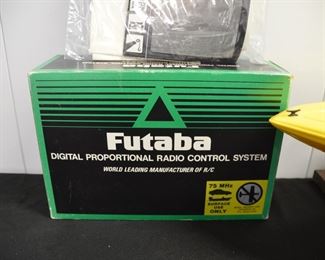 Futaba
DIGITAL PROPORTIONAL RADIO CONTROL SYSTEM
WORLD LEADING MANUFACTURER OF R/C
75 MHz
SURFACE
USE
ONLY